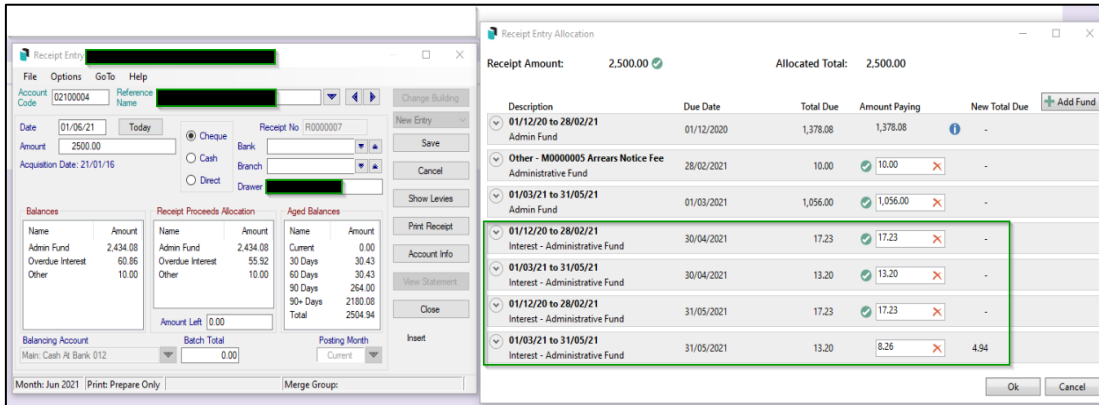 Receipt Entry
File Options GoTo Help
Account Code 02100004 Reference Name
Change Building
Date 01/06/21 Today
Cheque
Cash
Direct
Receipt No R0000007
New Entry
Amount 2500.00
Bank
Save
Acquisition Date: 21/01/16
Branch
Cancel
Drawer
Show Levies
Balances
Name Amount
Admin Fund 2,434.08
Overdue Interest 60.86
Other 10.00
Receipt Proceeds Allocation
Name Amount
Admin Fund 2,434.08
Overdue Interest 55.92
Other 10.00
Amount Left 0.00
Aged Balances
Name Amount
Current 0.00
30 Days 30.43
60 Days 30.43
90 Days 264.00
90+ Days 2180.08
Total 2504.94
Print Receipt
Account Info
View Statement
Close
Insert
Balancing Account
Main: Cash At Bank 012
Batch Total
0.00
Posting Month
Current
Month: Jun 2021 Print: Prepare Only Merge Group:
Receipt Entry Allocation
Receipt Amount: 2,500.00 Allocated Total: 2,500.00
Add Fund
Description Due Date Total Due Amount Paying New Total Due
01/12/20 to 28/02/21
Admin Fund 01/12/2020 1,378.08 1,378.08 -
Other - M0000005 Arrears Notice Fee
Administrative Fund 28/02/2021 10.00 10.00 -
01/03/21 to 31/05/21
Admin Fund 01/03/2021 1,056.00 1,056.00 -
01/12/20 to 28/02/21
Interest - Administrative Fund 30/04/2021 17.23 17.23 -
01/03/21 to 31/05/21
Interest - Administrative Fund 30/04/2021 13.20 13.20 -
01/12/20 to 28/02/21
Interest - Administrative Fund 31/05/2021 17.23 17.23 -
01/03/21 to 31/05/21
Interest - Administrative Fund 31/05/2021 13.20 8.26 4.94
Ok Cancel